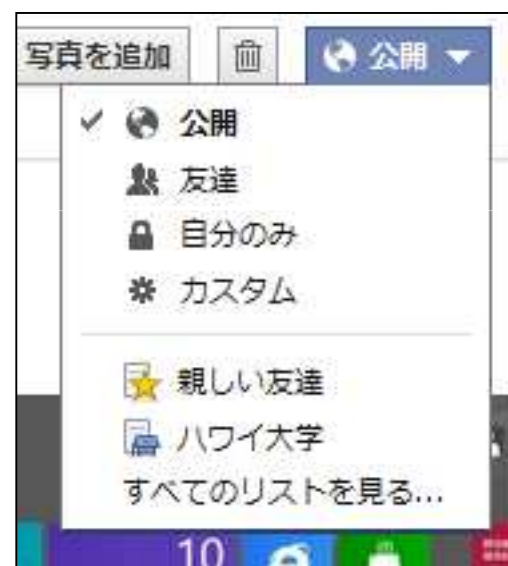 写真を追加
公開
公開
友達
自分のみ
カスタム
親しい友達
ハワイ大学
すべてのリストを見る...
10